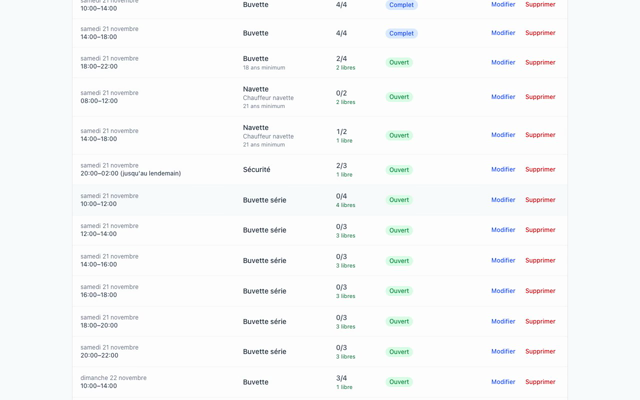 samedi 21 novembre
10:00–14:00
Buvette
4/4
Complet
Modifier
Supprimer
samedi 21 novembre
14:00–18:00
Buvette
4/4
Complet
Modifier
Supprimer
samedi 21 novembre
18:00–22:00
Buvette
18 ans minimum
2/4
2 libres
Ouvert
Modifier
Supprimer
samedi 21 novembre
08:00–12:00
Navette
Chauffeur navette
21 ans minimum
0/2
2 libres
Ouvert
Modifier
Supprimer
samedi 21 novembre
14:00–18:00
Navette
Chauffeur navette
21 ans minimum
1/2
1 libre
Ouvert
Modifier
Supprimer
samedi 21 novembre
20:00–02:00 (jusqu'au lendemain)
Sécurité
2/3
1 libre
Ouvert
Modifier
Supprimer
samedi 21 novembre
10:00–12:00
Buvette série
0/4
4 libres
Ouvert
Modifier
Supprimer
samedi 21 novembre
12:00–14:00
Buvette série
0/3
3 libres
Ouvert
Modifier
Supprimer
samedi 21 novembre
14:00–16:00
Buvette série
0/3
3 libres
Ouvert
Modifier
Supprimer
samedi 21 novembre
16:00–18:00
Buvette série
0/3
3 libres
Ouvert
Modifier
Supprimer
samedi 21 novembre
18:00–20:00
Buvette série
0/3
3 libres
Ouvert
Modifier
Supprimer
samedi 21 novembre
20:00–22:00
Buvette série
0/3
3 libres
Ouvert
Modifier
Supprimer
dimanche 22 novembre
10:00–14:00
Buvette
3/4
1 libre
Ouvert
Modifier
Supprimer